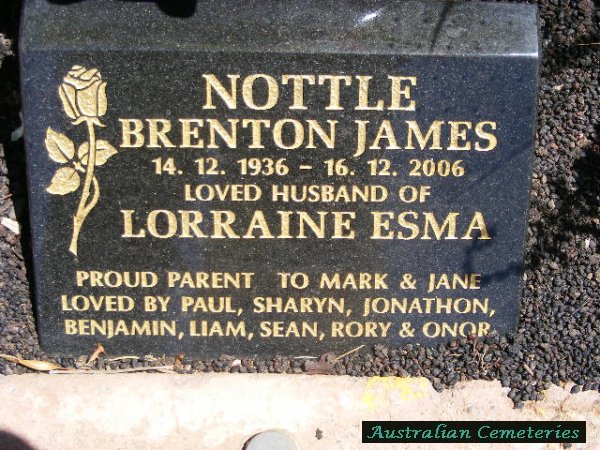 NOTTLE
BRENTON JAMES
14. 12. 1936 - 16. 12. 2006
LOVED HUSBAND OF
LORRAINE ESMA
PROUD PARENT TO MARK & JANE
LOVED BY PAUL, SHARYN, JONATHON,
BENJAMIN, LIAM, SEAN, RORY & ONOR
Australian Cemeteries